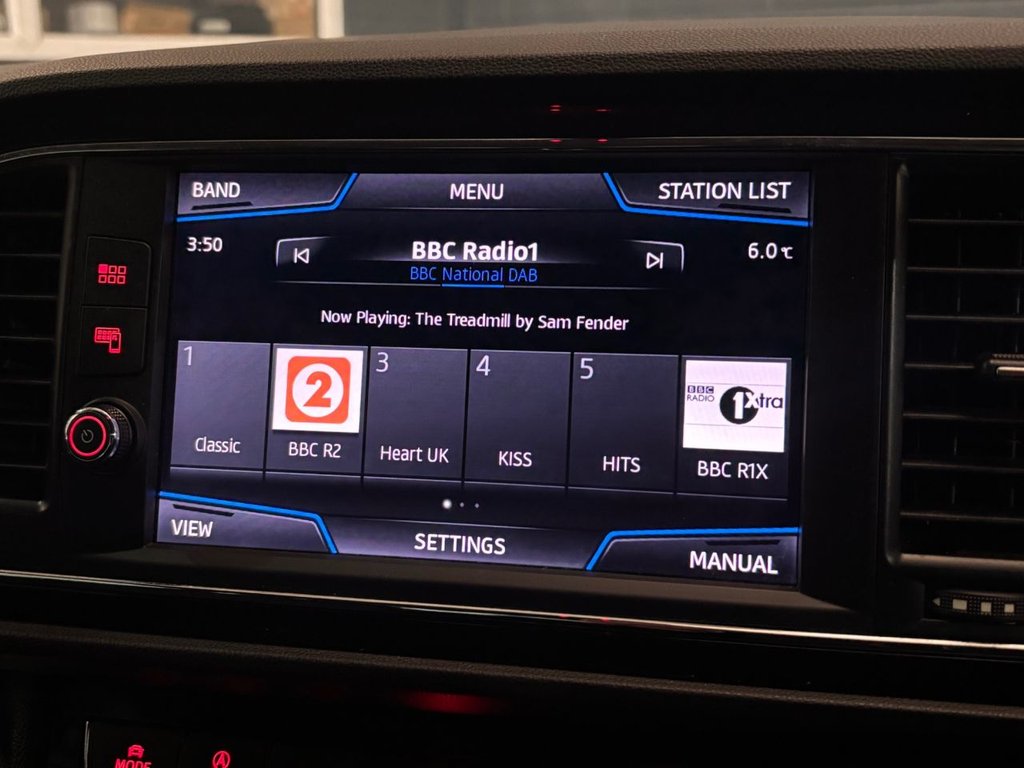 BAND MENU STATION LIST
3:50 BBC Radio1 6.0 °C
BBC National DAB
Now Playing: The Treadmill by Sam Fender
1 3 4 5
2
BBC RADIO 1Xtra
Classic BBC R2 Heart UK KISS HITS BBC R1X
VIEW SETTINGS MANUAL
MODE
A